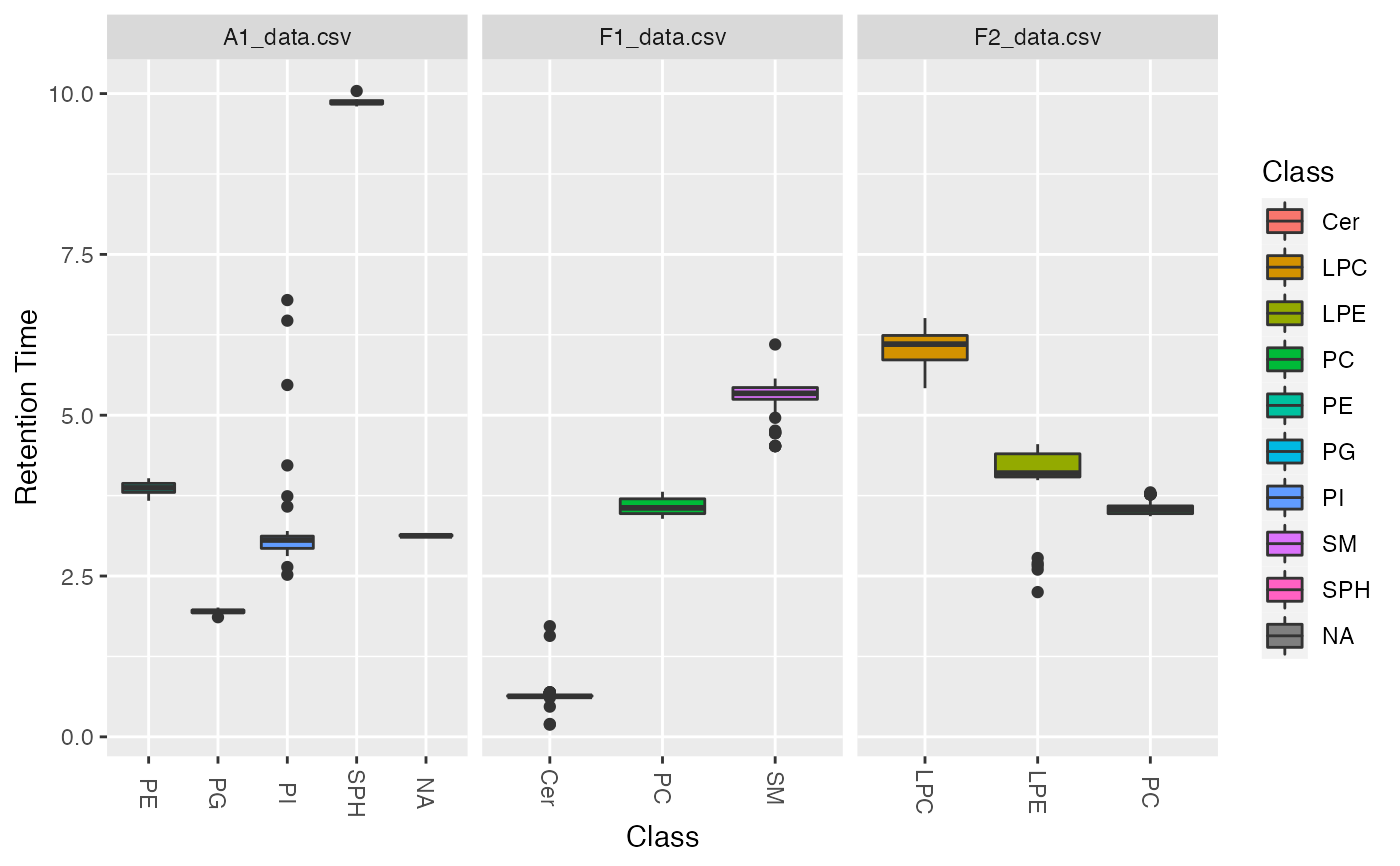 A1_data.csv F1_data.csv F2_data.csv
10.0
7.5
5.0
2.5
0.0
Retention Time
PE PG PI SPH NA Cer PC SM LPC LPE PC
Class
Class
Cer
LPC
LPE
PC
PE
PG
PI
SM
SPH
NA